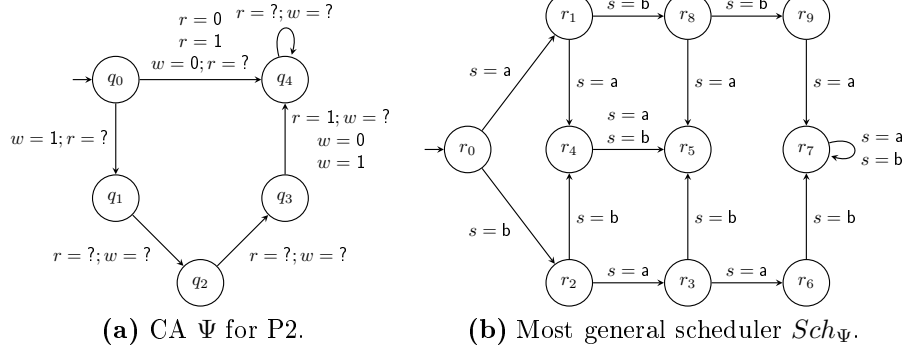 r = 0
r = 1
w = 0; r = ?
r = ?; w = ?
q0
q4
w = 1; r = ?
r = 1; w = ?
w = 0
w = 1
q1
q3
r = ?; w = ?
r = ?; w = ?
q2
(a) CA Ψ for P2.
r1
s = b
r8
s = b
r9
s = a
s = a
s = a
s = a
r0
r4
s = a
s = b
r5
r7
s = a
s = b
s = b
s = b
s = b
s = b
r2
s = a
r3
s = a
r6
(b) Most general scheduler SchΨ.